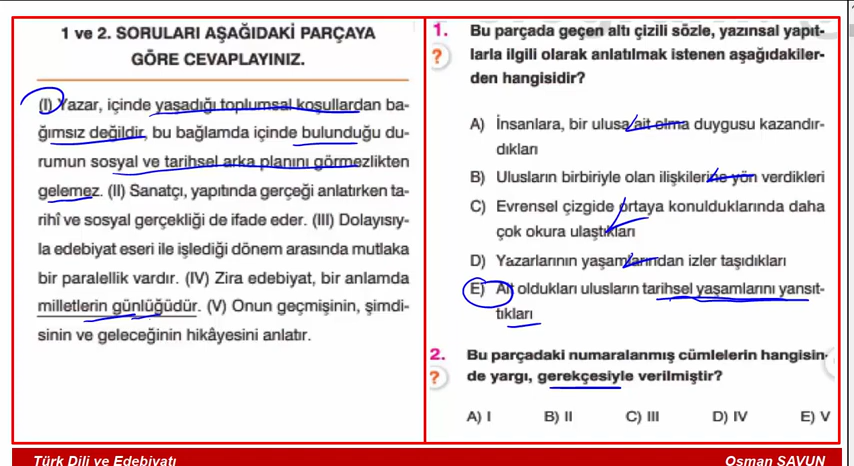 1 ve 2. SORULARI AŞAĞIDAKİ PARÇAYA
GÖRE CEVAPLAYINIZ.
(I) Yazar, içinde yaşadığı toplumsal koşullardan ba-
ğımsız değildir, bu bağlamda içinde bulunduğu du-
rumun sosyal ve tarihsel arka planını görmezlikten
gelemez. (II) Sanatçı, yapıtında gerçeği anlatırken ta-
rihî ve sosyal gerçekliği de ifade eder. (III) Dolayısıy-
la edebiyat eseri ile işlediği dönem arasında mutlaka
bir paralellik vardır. (IV) Zira edebiyat, bir anlamda
milletlerin günlüğüdür. (V) Onun geçmişinin, şimdi-
sinin ve geleceğinin hikâyesini anlatır.
1. Bu parçada geçen altı çizili sözle, yazınsal yapıt-
? larla ilgili olarak anlatılmak istenen aşağıdakiler-
den hangisidir?
A) İnsanlara, bir ulusa ait olma duygusu kazandır-
dıkları
B) Ulusların birbiriyle olan ilişkilerine yön verdikleri
C) Evrensel çizgide ortaya konulduklarında daha
çok okura ulaştıkları
D) Yazarlarının yaşamlarından izler taşıdıkları
E) Ait oldukları ulusların tarihsel yaşamlarını yansıt-
tıkları
2. Bu parçadaki numaralanmış cümlelerin hangisin-
? de yargı, gerekçesiyle verilmiştir?
A) I B) II C) III D) IV E) V
Türk Dili ve Edebiyatı Osman SAVUN